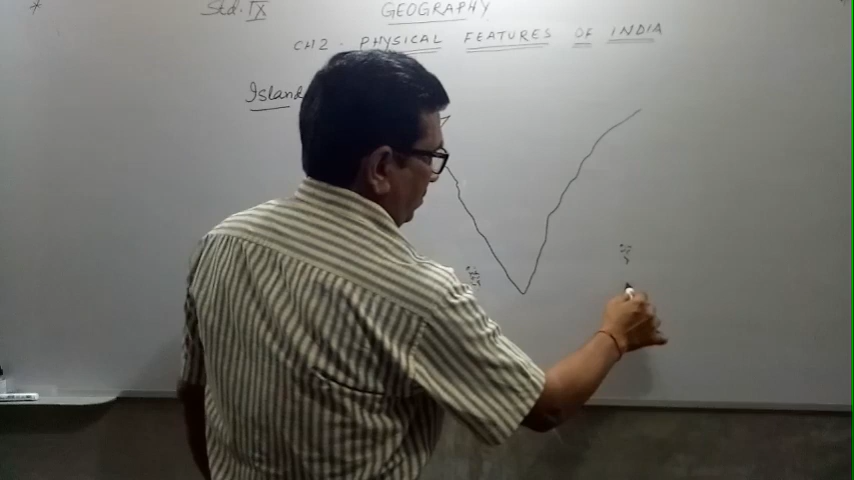 Std. IX
GEOGRAPHY
CH2 - PHYSICAL FEATURES OF INDIA
Island